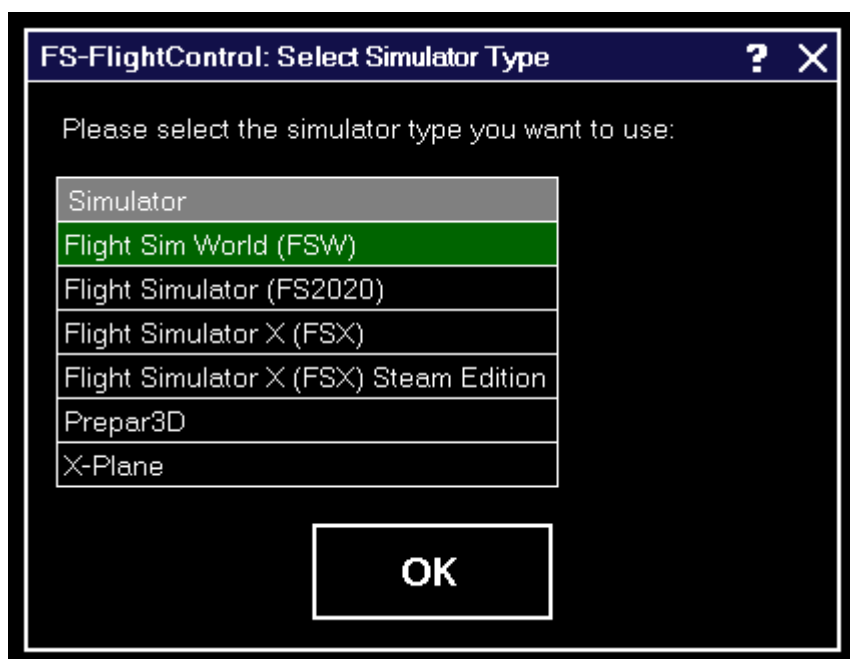 FS-FlightControl: Select Simulator Type ?
Please select the simulator type you want to use:
Simulator
Flight Sim World (FSW)
Flight Simulator (FS2020)
Flight Simulator X (FSX)
Flight Simulator X (FSX) Steam Edition
Prepar3D
X-Plane
OK